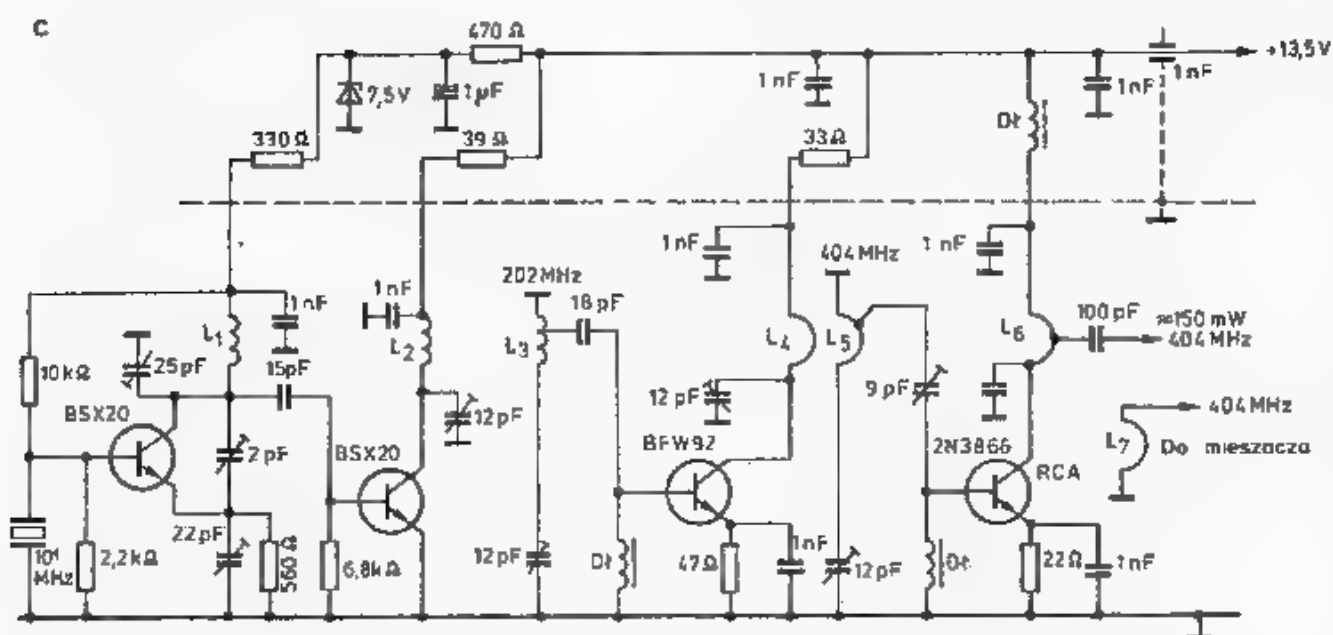 C
470 Ω
+13,5V
7,5V
1 µF
1nF
1nF
1nF
330 Ω
39 Ω
33 Ω
Dł
1nF
404 MHz
1nF
202MHz
1nF
1nF
18 pF
100 pF
≈150 mW
404 MHz
L1
L2
L3
L4
L5
L6
25pF
15pF
10kΩ
12pF
12 pF
9 pF
404 MHz
BSX20
2pF
BSX20
BFW92
2N3866
RCA
L7
Do mieszacza
22pF
101
MHz
2,2kΩ
560 Ω
6,8kΩ
12pF
Dł
47Ω
1nF
12pF
Dł
22Ω
1nF